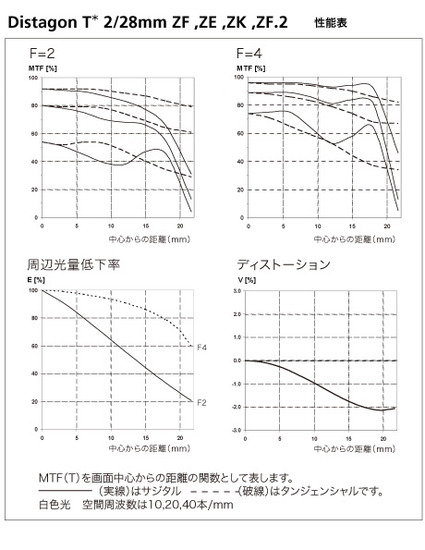 Distagon T* 2/28mm ZF ,ZE ,ZK ,ZF.2 性能表
F=2
MTF [%]
100
80
60
40
20
0
0 5 10 15 20
中心からの距離(mm)
F=4
MTF [%]
100
80
60
40
20
0
0 5 10 15 20
中心からの距離(mm)
周辺光量低下率
E [%]
100
80
60
40
20
0
F4
F2
0 5 10 15 20
中心からの距離(mm)
ディストーション
V [%]
3.0
2.0
1.0
0.0
-1.0
-2.0
-3.0
0 5 10 15 20
中心からの距離(mm)
MTF(T)を画面中心からの距離の関数として表します。
(実線)はサジタル (破線)はタンジェンシャルです。
白色光 空間周波数は10,20,40本/mm